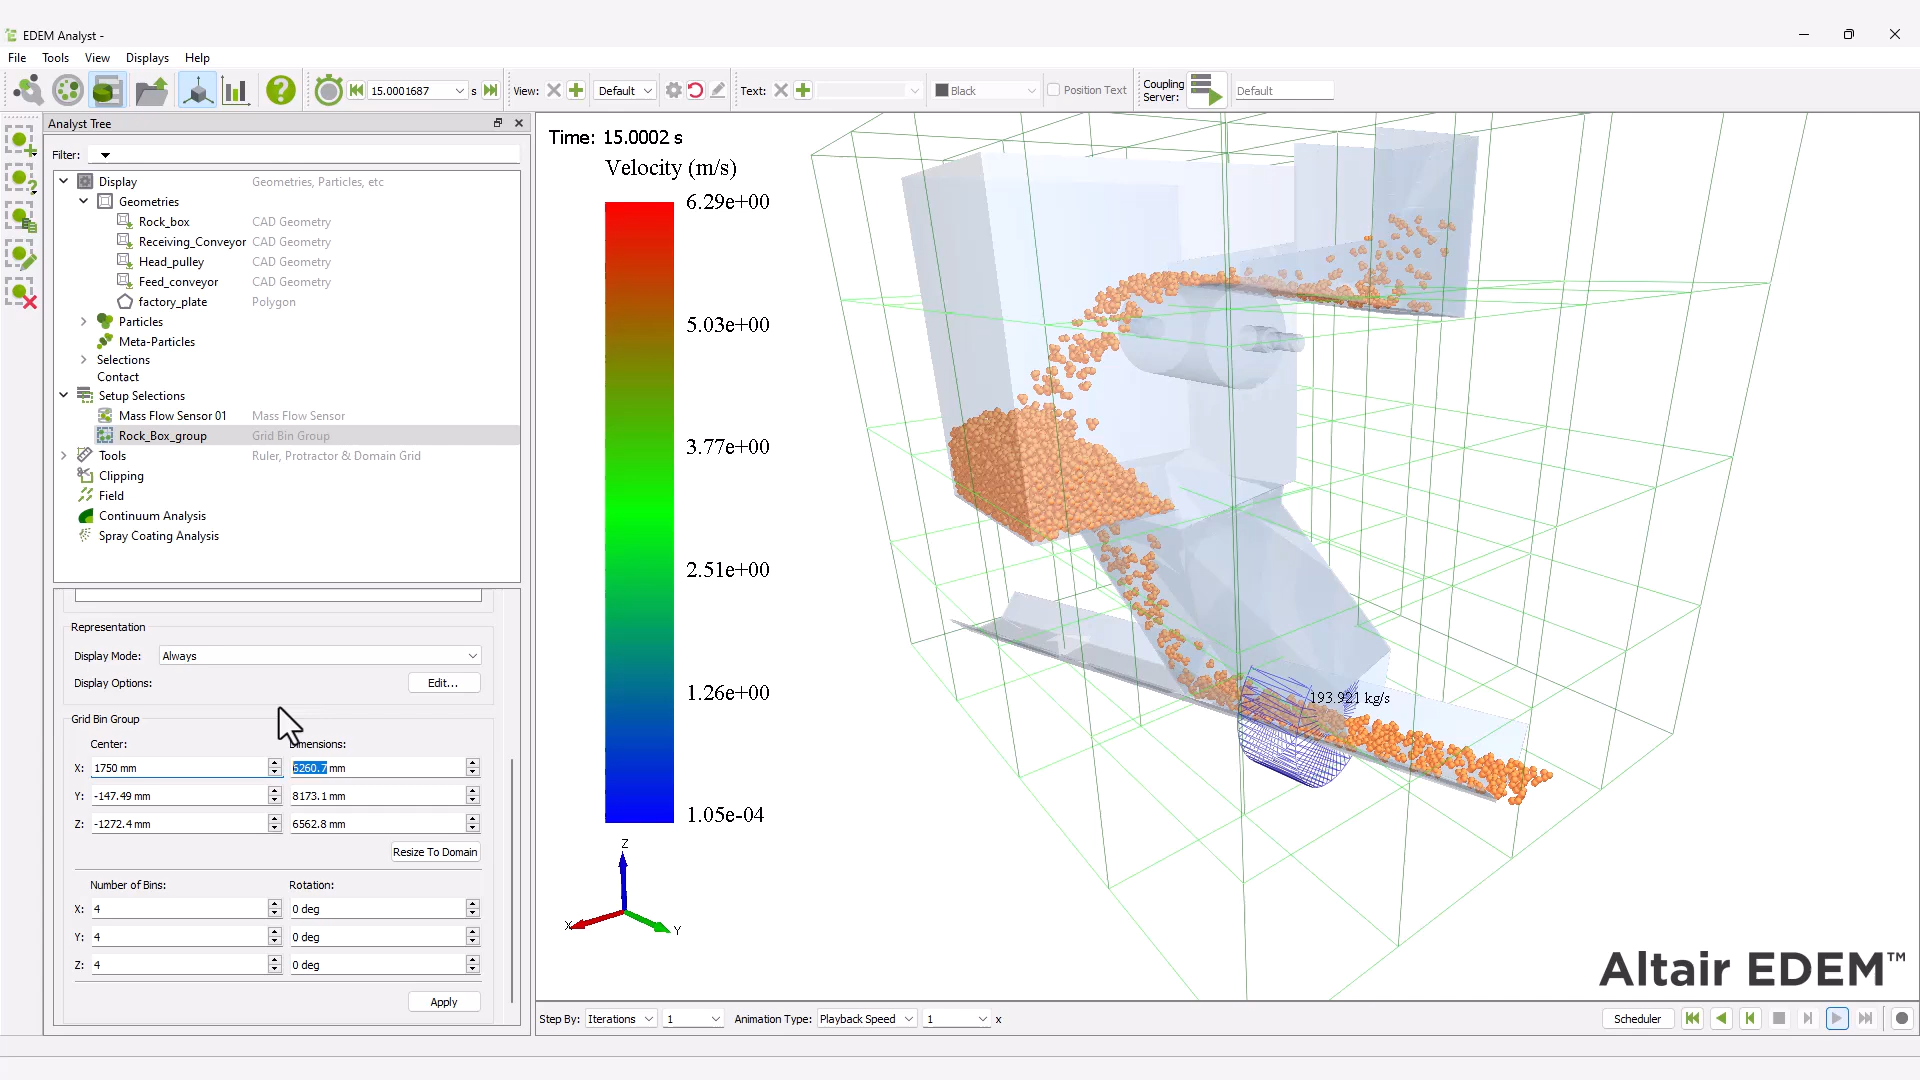 EDEM Analyst -
File Tools View Displays Help
15.0001687 s View: Default Text: Black Position Text Coupling Server: Default
Analyst Tree
Filter:
Display Geometries, Particles, etc
Geometries
Rock_box CAD Geometry
Receiving_Conveyor CAD Geometry
Head_pulley CAD Geometry
Feed_conveyor CAD Geometry
factory_plate Polygon
Particles
Meta-Particles
Selections
Contact
Setup Selections
Mass Flow Sensor 01 Mass Flow Sensor
Rock_Box_group Grid Bin Group
Tools Ruler, Protractor & Domain Grid
Clipping
Field
Continuum Analysis
Spray Coating Analysis
Representation
Display Mode: Always
Display Options: Edit...
Grid Bin Group
Center: Dimensions:
X: 1750 mm 6260.7 mm
Y: -147.49 mm 8173.1 mm
Z: -1272.4 mm 6562.8 mm
Resize To Domain
Number of Bins: Rotation:
X: 4 0 deg
Y: 4 0 deg
Z: 4 0 deg
Apply
Time: 15.0002 s
Velocity (m/s)
6.29e+00
5.03e+00
3.77e+00
2.51e+00
1.26e+00
1.05e-04
193.921 kg/s
Z
X
Y
Altair EDEM™
Step By: Iterations 1 Animation Type: Playback Speed 1 x Scheduler